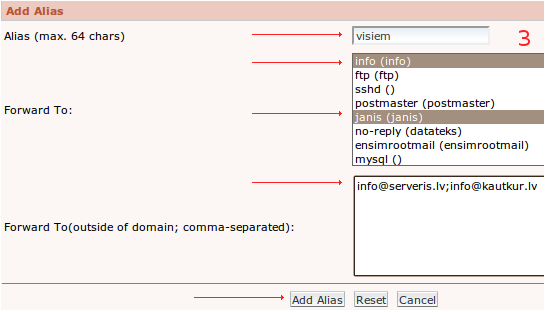 Add Alias
Alias (max. 64 chars)
visiem
3
info (info)
ftp (ftp)
sshd ()
postmaster (postmaster)
Forward To:
janis (janis)
no-reply (datateks)
ensimrootmail (ensimrootmail)
mysql ()
info@serveris.lv;info@kautkur.lv
Forward To(outside of domain; comma-separated):
Add Alias Reset Cancel